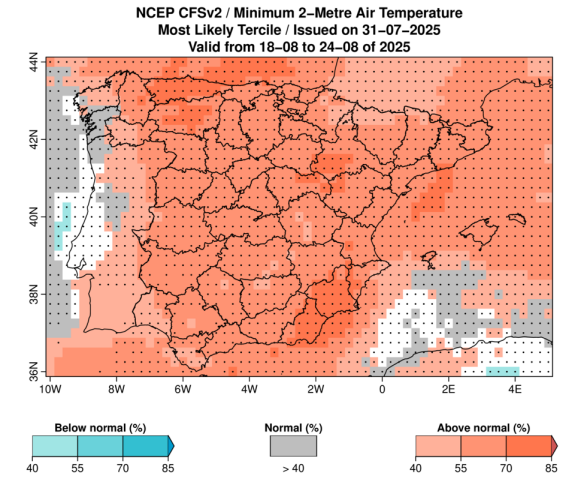 NCEP CFSv2 / Minimum 2−Metre Air Temperature
Most Likely Tercile / Issued on 31−07−2025
Valid from 18−08 to 24−08 of 2025
44N
42N
40N
38N
36N
10W 8W 6W 4W 2W 0 2E 4E
Below normal (%) Normal (%) Above normal (%)
40 55 70 85 > 40 40 55 70 85